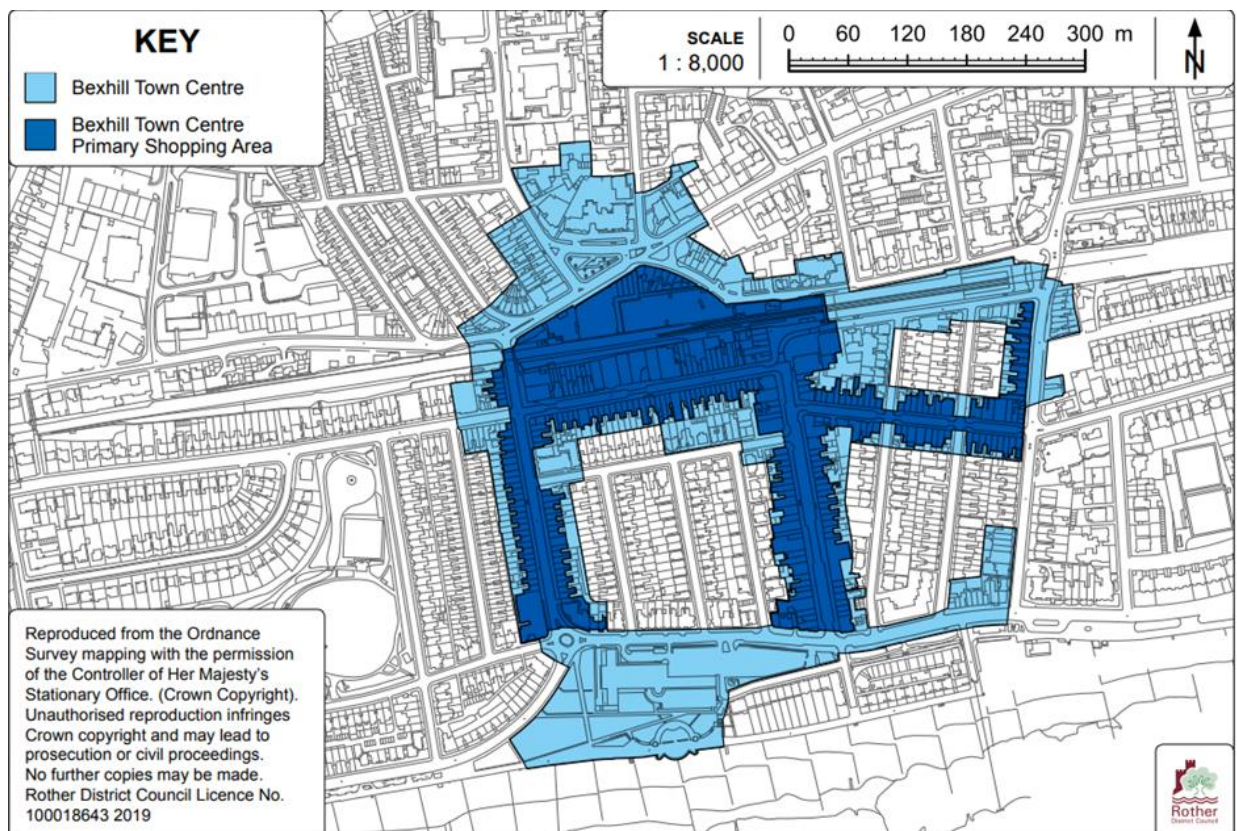 KEY
Bexhill Town Centre
Bexhill Town Centre
Primary Shopping Area
SCALE
1 : 8,000
0 60 120 180 240 300 m
N
Reproduced from the Ordnance
Survey mapping with the permission
of the Controller of Her Majesty's
Stationary Office. (Crown Copyright).
Unauthorised reproduction infringes
Crown copyright and may lead to
prosecution or civil proceedings.
No further copies may be made.
Rother District Council Licence No.
100018643 2019
Rother
District Council